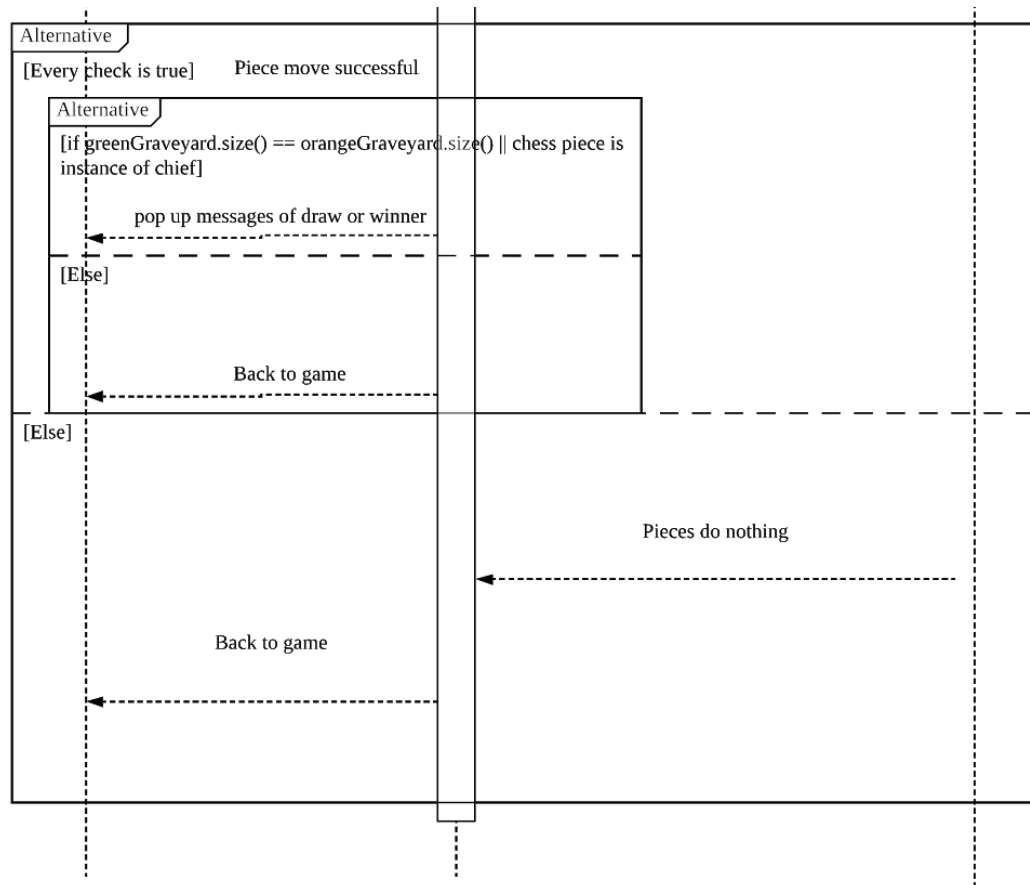 Alternative
[Every check is true]
Piece move successful
Alternative
[if greenGraveyard.size() == orangeGraveyard.size() || chess piece is
instance of chief]
pop up messages of draw or winner
[Else]
Back to game
[Else]
Pieces do nothing
Back to game